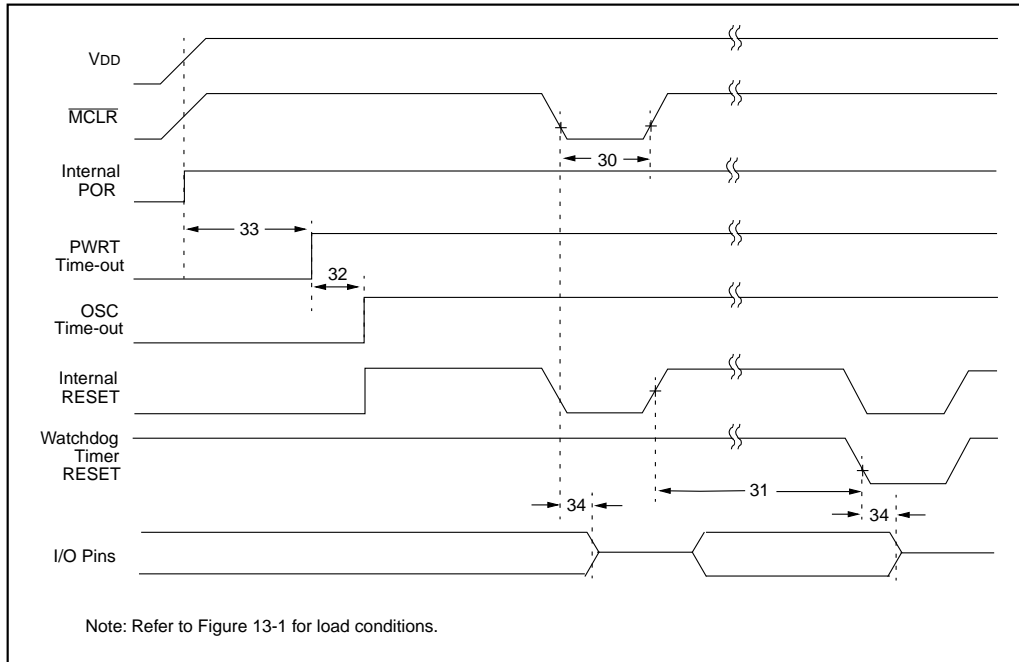 VDD
MCLR
30
Internal
POR
33
PWRT
Time-out
32
OSC
Time-out
Internal
RESET
Watchdog
Timer
RESET
31
34
34
I/O Pins
Note: Refer to Figure 13-1 for load conditions.